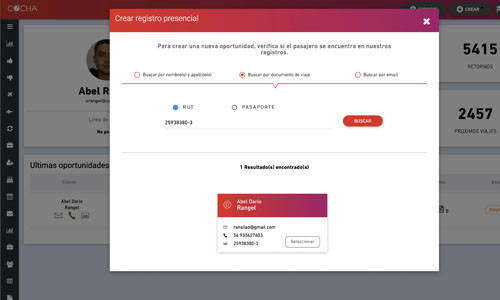 COCHA
CREAR
Crear registro presencial
Para crear una nueva oportunidad, verifica si el pasajero se encuentra en nuestros
registros.
Buscar por nombre(s) y apellido(s)
Buscar por documento de viaje
Buscar por email
RUT
PASAPORTE
25938380-3
BUSCAR
1 Resultado(s) encontrado(s)
Abel Dario
Rangel
ransilad@gmail.com
56 930627603
25938380-3
Seleccionar
Abel R
Línea de
No po
Ultimas oportunidades
Cliente
Abel Dario
Rangel
5415
RETORNOS
2457
PROXIMOS VIAJES
Estado